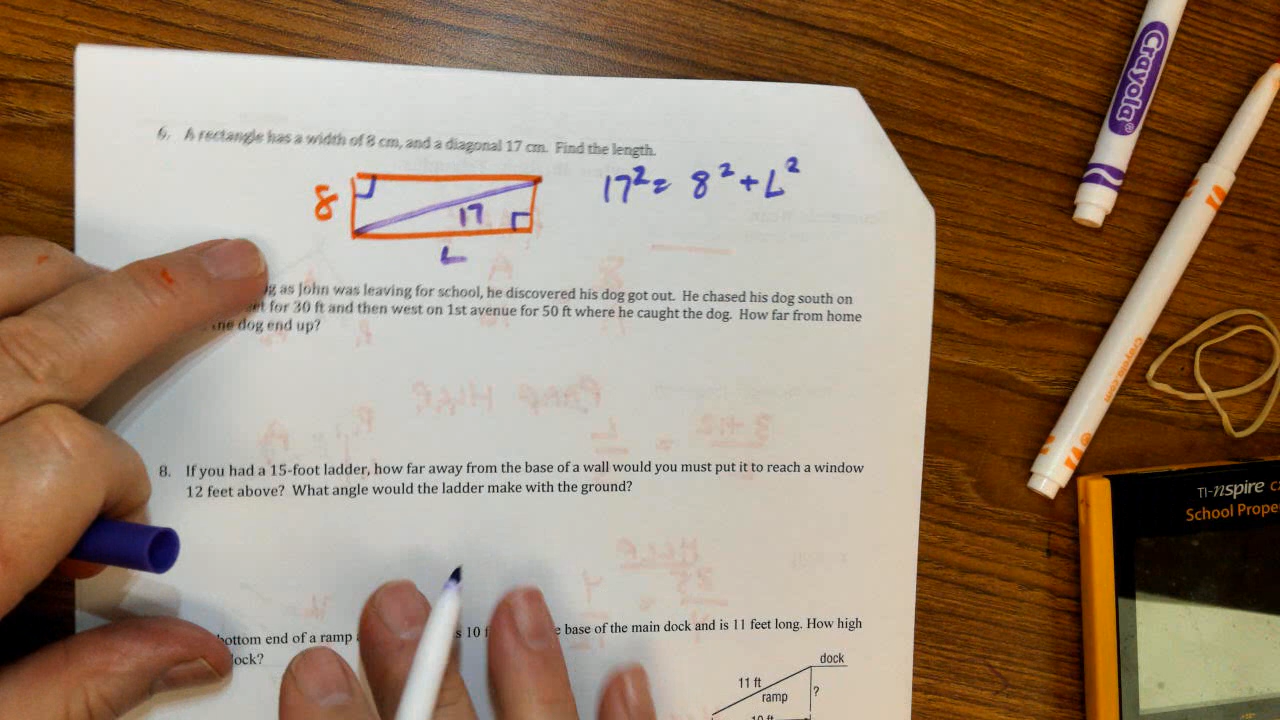 6. A rectangle has a width of 8 cm, and a diagonal 17 cm. Find the length.
17² = 8² + L²
8
17
L
as John was leaving for school, he discovered his dog got out. He chased his dog south on
for 30 ft and then west on 1st avenue for 50 ft where he caught the dog. How far from home
dog end up?
8. If you had a 15-foot ladder, how far away from the base of a wall would you must put it to reach a window
12 feet above? What angle would the ladder make with the ground?
end of a ramp 10 base of the main dock and is 11 feet long. How high
dock
11 ft
ramp
?
10 ft
Crayola
Crayola.com
TI-nspire
School